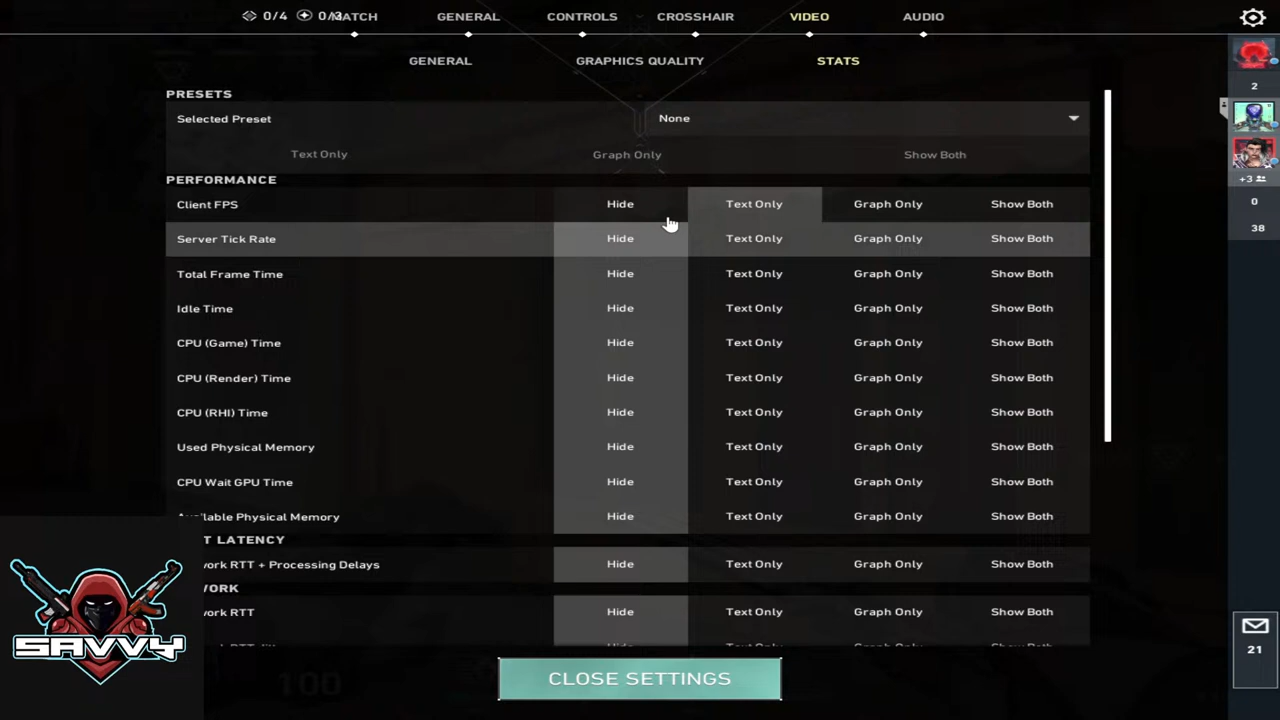 0/4 0/3 MATCH GENERAL CONTROLS CROSSHAIR VIDEO AUDIO
GENERAL GRAPHICS QUALITY STATS
PRESETS
Selected Preset None
Text Only Graph Only Show Both
PERFORMANCE
Client FPS Hide Text Only Graph Only Show Both
Server Tick Rate Hide Text Only Graph Only Show Both
Total Frame Time Hide Text Only Graph Only Show Both
Idle Time Hide Text Only Graph Only Show Both
CPU (Game) Time Hide Text Only Graph Only Show Both
CPU (Render) Time Hide Text Only Graph Only Show Both
CPU (RHI) Time Hide Text Only Graph Only Show Both
Used Physical Memory Hide Text Only Graph Only Show Both
CPU Wait GPU Time Hide Text Only Graph Only Show Both
Available Physical Memory Hide Text Only Graph Only Show Both
LATENCY
RTT + Processing Delays Hide Text Only Graph Only Show Both
WORK
work RTT Hide Text Only Graph Only Show Both
CLOSE SETTINGS
100
SAVVY
2
+3
0
38
21